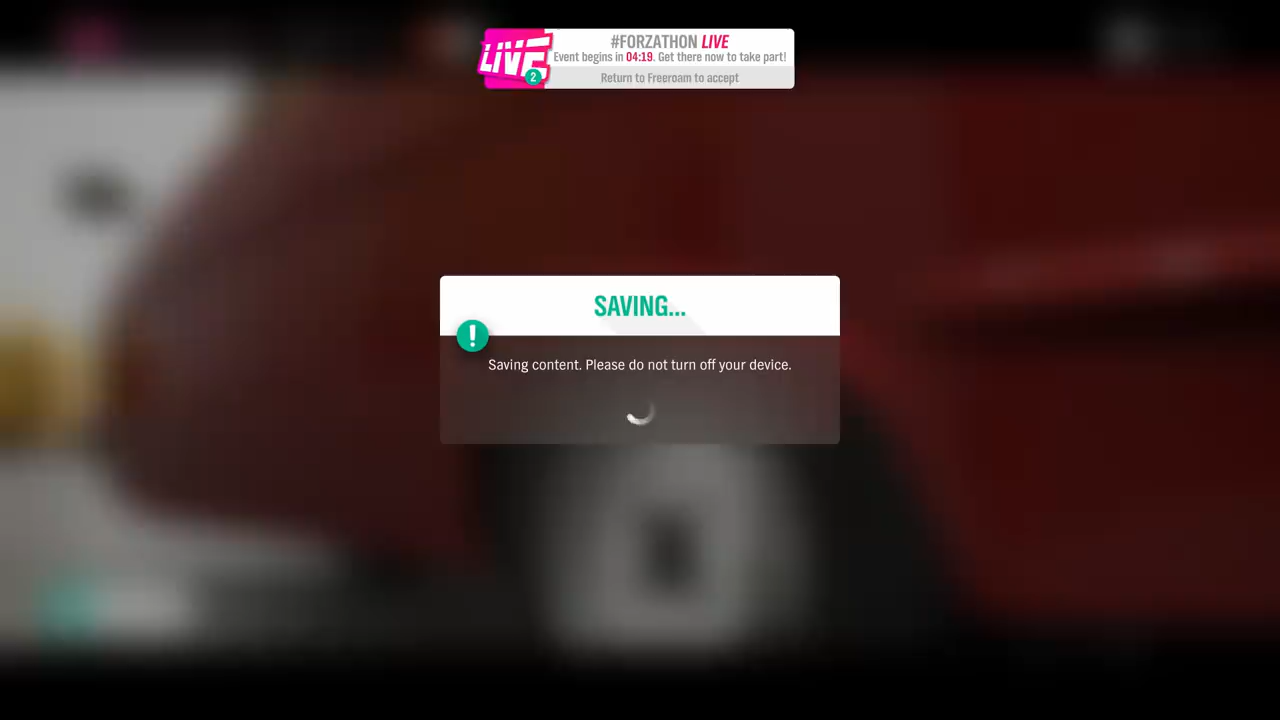 LIVE
2
#FORZATHON LIVE
Event begins in 04:19. Get there now to take part!
Return to Freeroam to accept
SAVING...
!
Saving content. Please do not turn off your device.